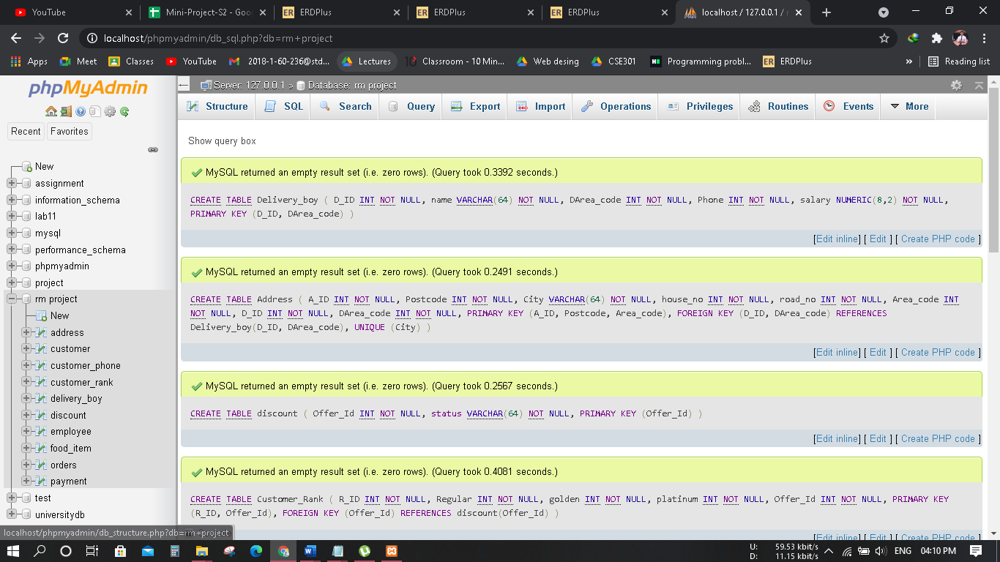 YouTube
Mini-Project-S2 - Goo
ERDPlus
ERDPlus
ERDPlus
localhost / 127.0.0.1 / r
localhost/phpmyadmin/db_sql.php?db=rm+project
Apps
Meet
Classes
YouTube
2018-1-60-236@std...
Lectures
Classroom - 10 Min...
Web desing
CSE301
Programming probl...
ERDPlus
»
Reading list
phpMyAdmin
Recent
Favorites
New
assignment
information_schema
lab11
mysql
performance_schema
phpmyadmin
project
rm project
New
address
customer
customer_phone
customer_rank
delivery_boy
discount
employee
food_item
orders
payment
test
universitydb
Server: 127.0.0.1 » Database: rm project
Structure SQL Search Query Export Import Operations Privileges Routines Events More
Show query box
MySQL returned an empty result set (i.e. zero rows). (Query took 0.3392 seconds.)
CREATE TABLE Delivery_boy ( D_ID INT NOT NULL, name VARCHAR(64) NOT NULL, DArea_code INT NOT NULL, Phone INT NOT NULL, salary NUMERIC(8,2) NOT NULL,
PRIMARY KEY (D_ID, DArea_code) )
[Edit inline] [ Edit ] [ Create PHP code ]
MySQL returned an empty result set (i.e. zero rows). (Query took 0.2491 seconds.)
CREATE TABLE Address ( A_ID INT NOT NULL, Postcode INT NOT NULL, City VARCHAR(64) NOT NULL, house_no INT NOT NULL, road_no INT NOT NULL, Area_code INT
NOT NULL, D_ID INT NOT NULL, DArea_code INT NOT NULL, PRIMARY KEY (A_ID, Postcode, Area_code), FOREIGN KEY (D_ID, DArea_code) REFERENCES
Delivery_boy(D_ID, DArea_code), UNIQUE (City) )
[Edit inline] [ Edit ] [ Create PHP code ]
MySQL returned an empty result set (i.e. zero rows). (Query took 0.2567 seconds.)
CREATE TABLE discount ( Offer_Id INT NOT NULL, status VARCHAR(64) NOT NULL, PRIMARY KEY (Offer_Id) )
[Edit inline] [ Edit ] [ Create PHP code ]
MySQL returned an empty result set (i.e. zero rows). (Query took 0.4081 seconds.)
CREATE TABLE Customer_Rank ( R_ID INT NOT NULL, Regular INT NOT NULL, golden INT NOT NULL, platinum INT NOT NULL, Offer_Id INT NOT NULL, PRIMARY KEY
(R_ID, Offer_Id), FOREIGN KEY (Offer_Id) REFERENCES discount(Offer_Id) )
[Edit inline] [ Edit ] [ Create PHP code ]
localhost/phpmyadmin/db_structure.php?db=rm+project
U: 59.53 kbit/s
D: 11.15 kbit/s
ENG
04:10 PM